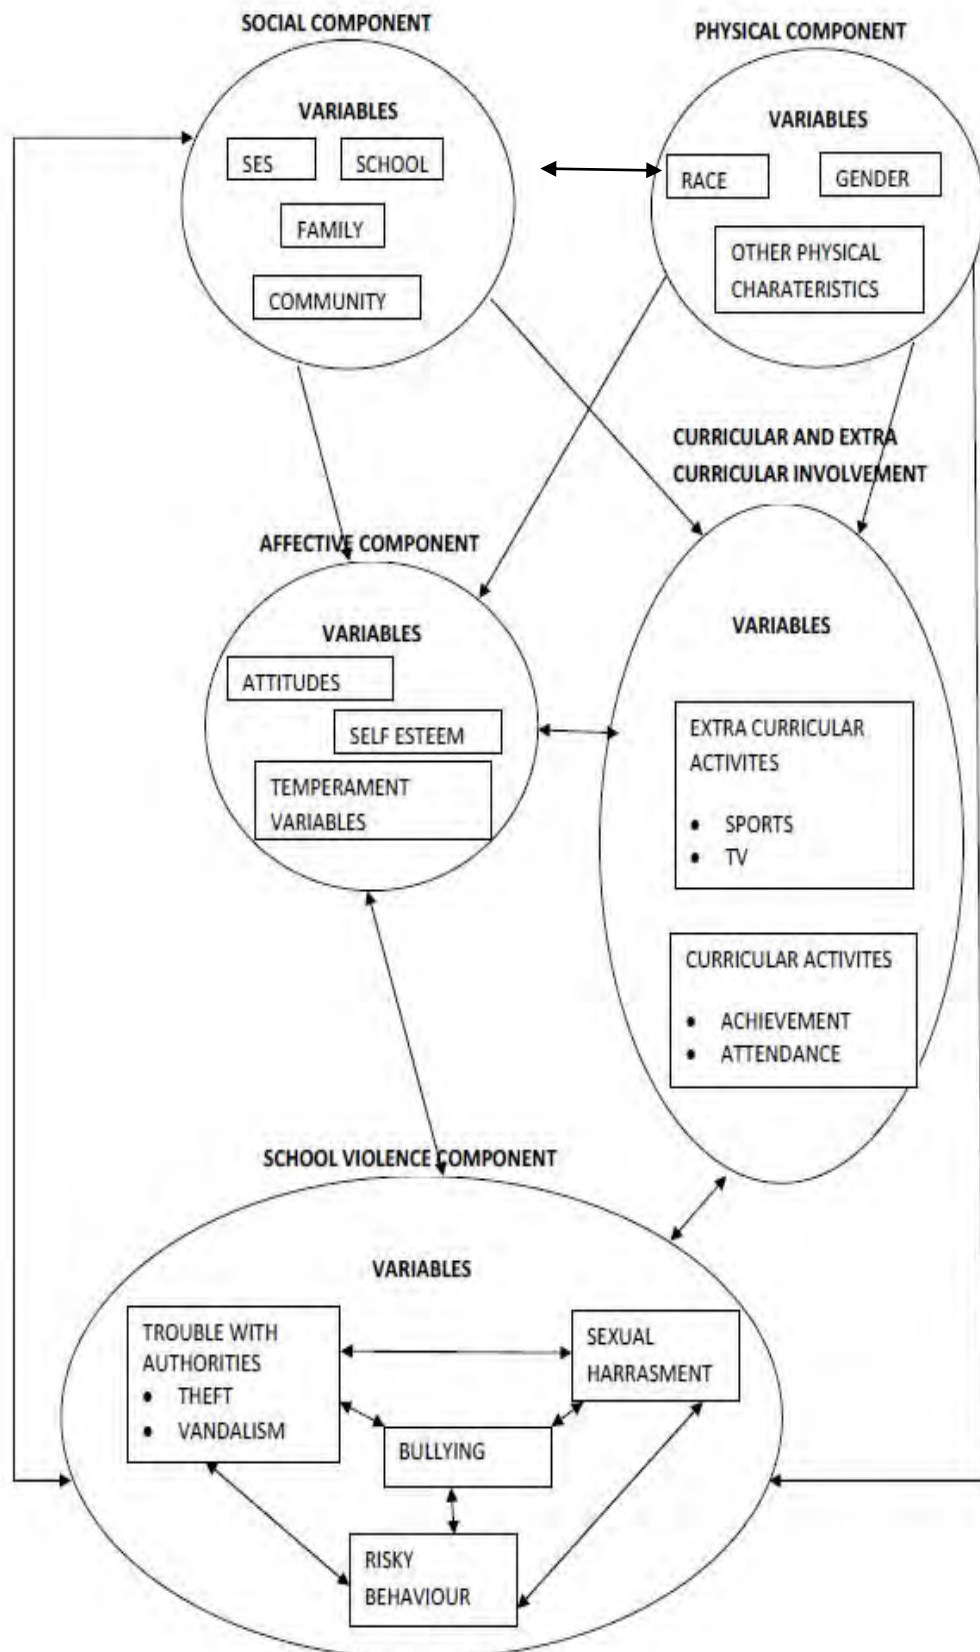 SOCIAL COMPONENT
VARIABLES
SES
SCHOOL
FAMILY
COMMUNITY
PHYSICAL COMPONENT
VARIABLES
RACE
GENDER
OTHER PHYSICAL
CHARATERISTICS
CURRICULAR AND EXTRA
CURRICULAR INVOLVEMENT
AFFECTIVE COMPONENT
VARIABLES
ATTITUDES
SELF ESTEEM
TEMPERAMENT
VARIABLES
VARIABLES
EXTRA CURRICULAR
ACTIVITES
• SPORTS
• TV
CURRICULAR ACTIVITES
• ACHIEVEMENT
• ATTENDANCE
SCHOOL VIOLENCE COMPONENT
VARIABLES
TROUBLE WITH
AUTHORITIES
• THEFT
• VANDALISM
SEXUAL
HARRASMENT
BULLYING
RISKY
BEHAVIOUR